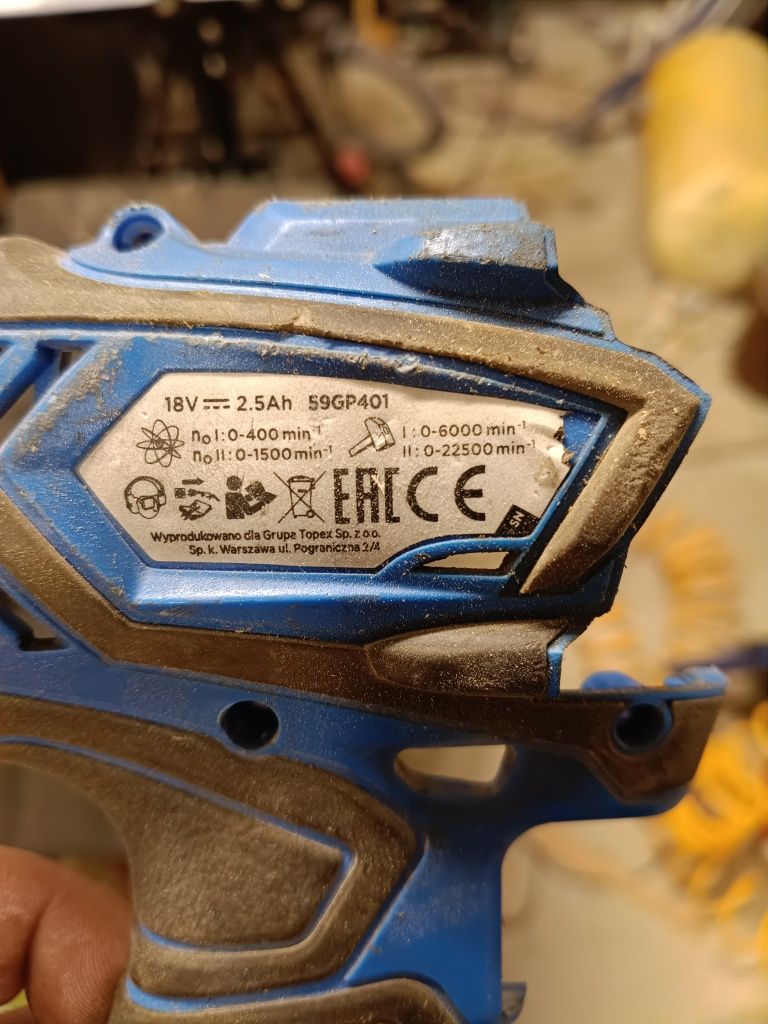 18V ⎓ 2.5Ah 59GP401
n₀ I : 0-400 min⁻¹ I : 0-6000 min⁻¹
n₀ II : 0-1500 min⁻¹ II : 0-22500 min⁻¹
EAC CE
SN
Wyprodukowano dla Grupa Topex Sp. z o.o.
Sp. k. Warszawa ul. Pograniczna 2/4